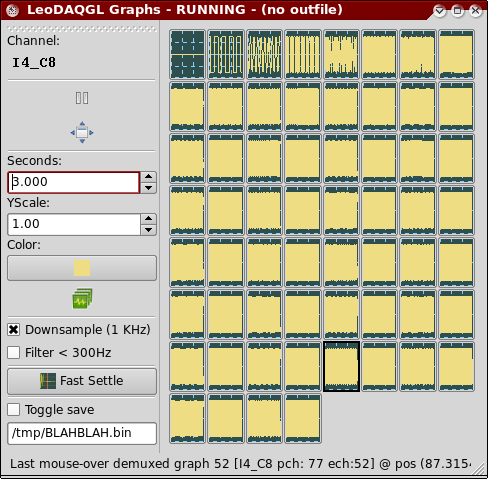 LeoDAQGL Graphs - RUNNING - (no outfile)
Channel:
I4_C8
Seconds:
3.000
YScale:
1.00
Color:
Downsample (1 KHz)
Filter < 300Hz
Fast Settle
Toggle save
/tmp/BLAHBLAH.bin
Last mouse-over demuxed graph 52 [I4_C8 pch: 77 ech:52] @ pos (87.315